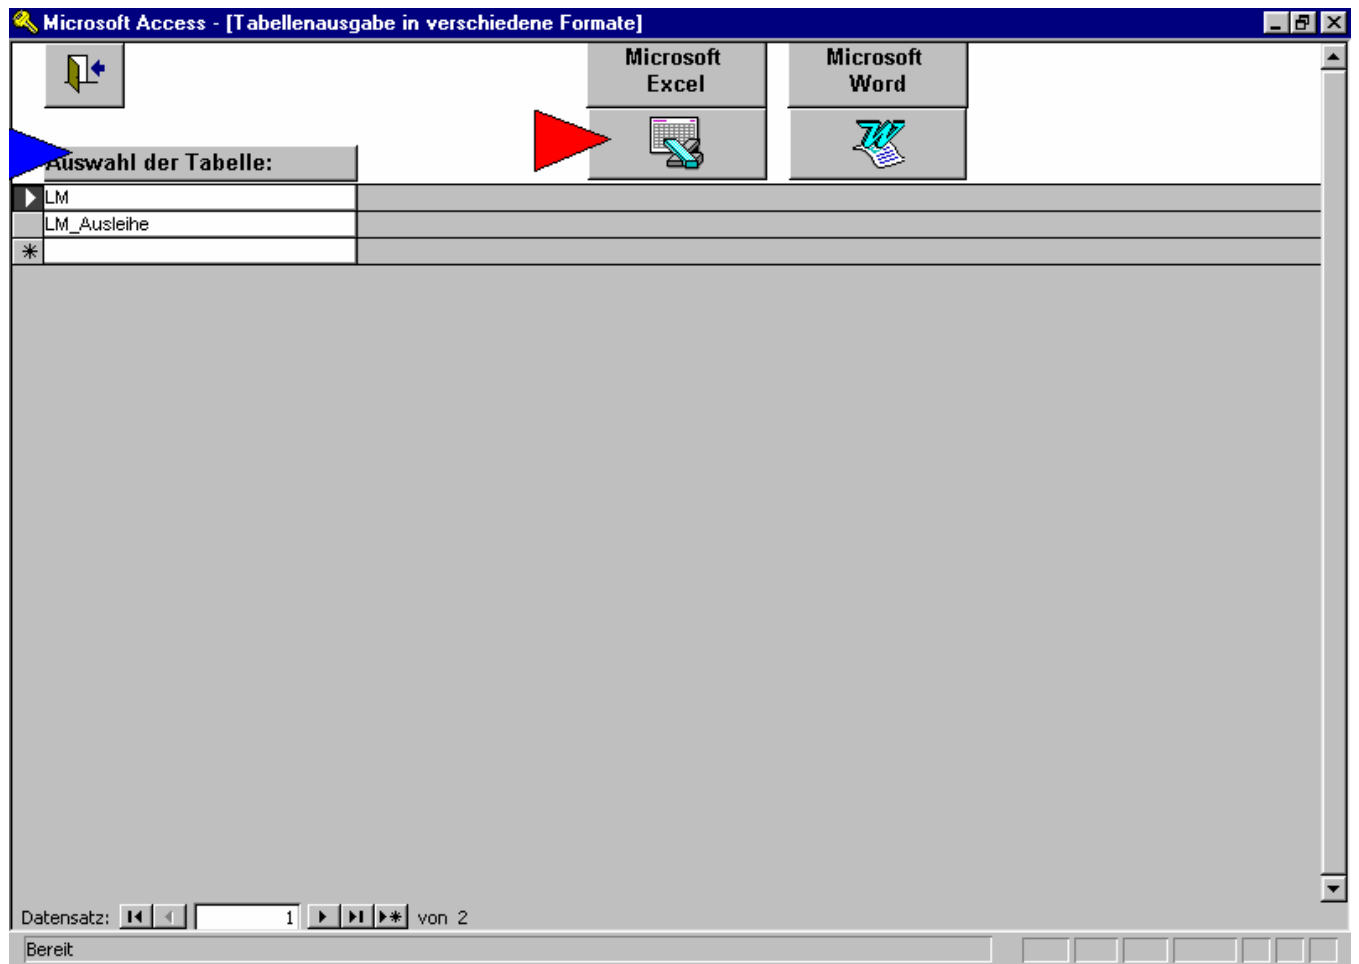 Microsoft Access - [Tabellenausgabe in verschiedene Formate]
Microsoft
Excel
Microsoft
Word
Auswahl der Tabelle:
LM
LM_Ausleihe
Datensatz: 1 von 2
Bereit